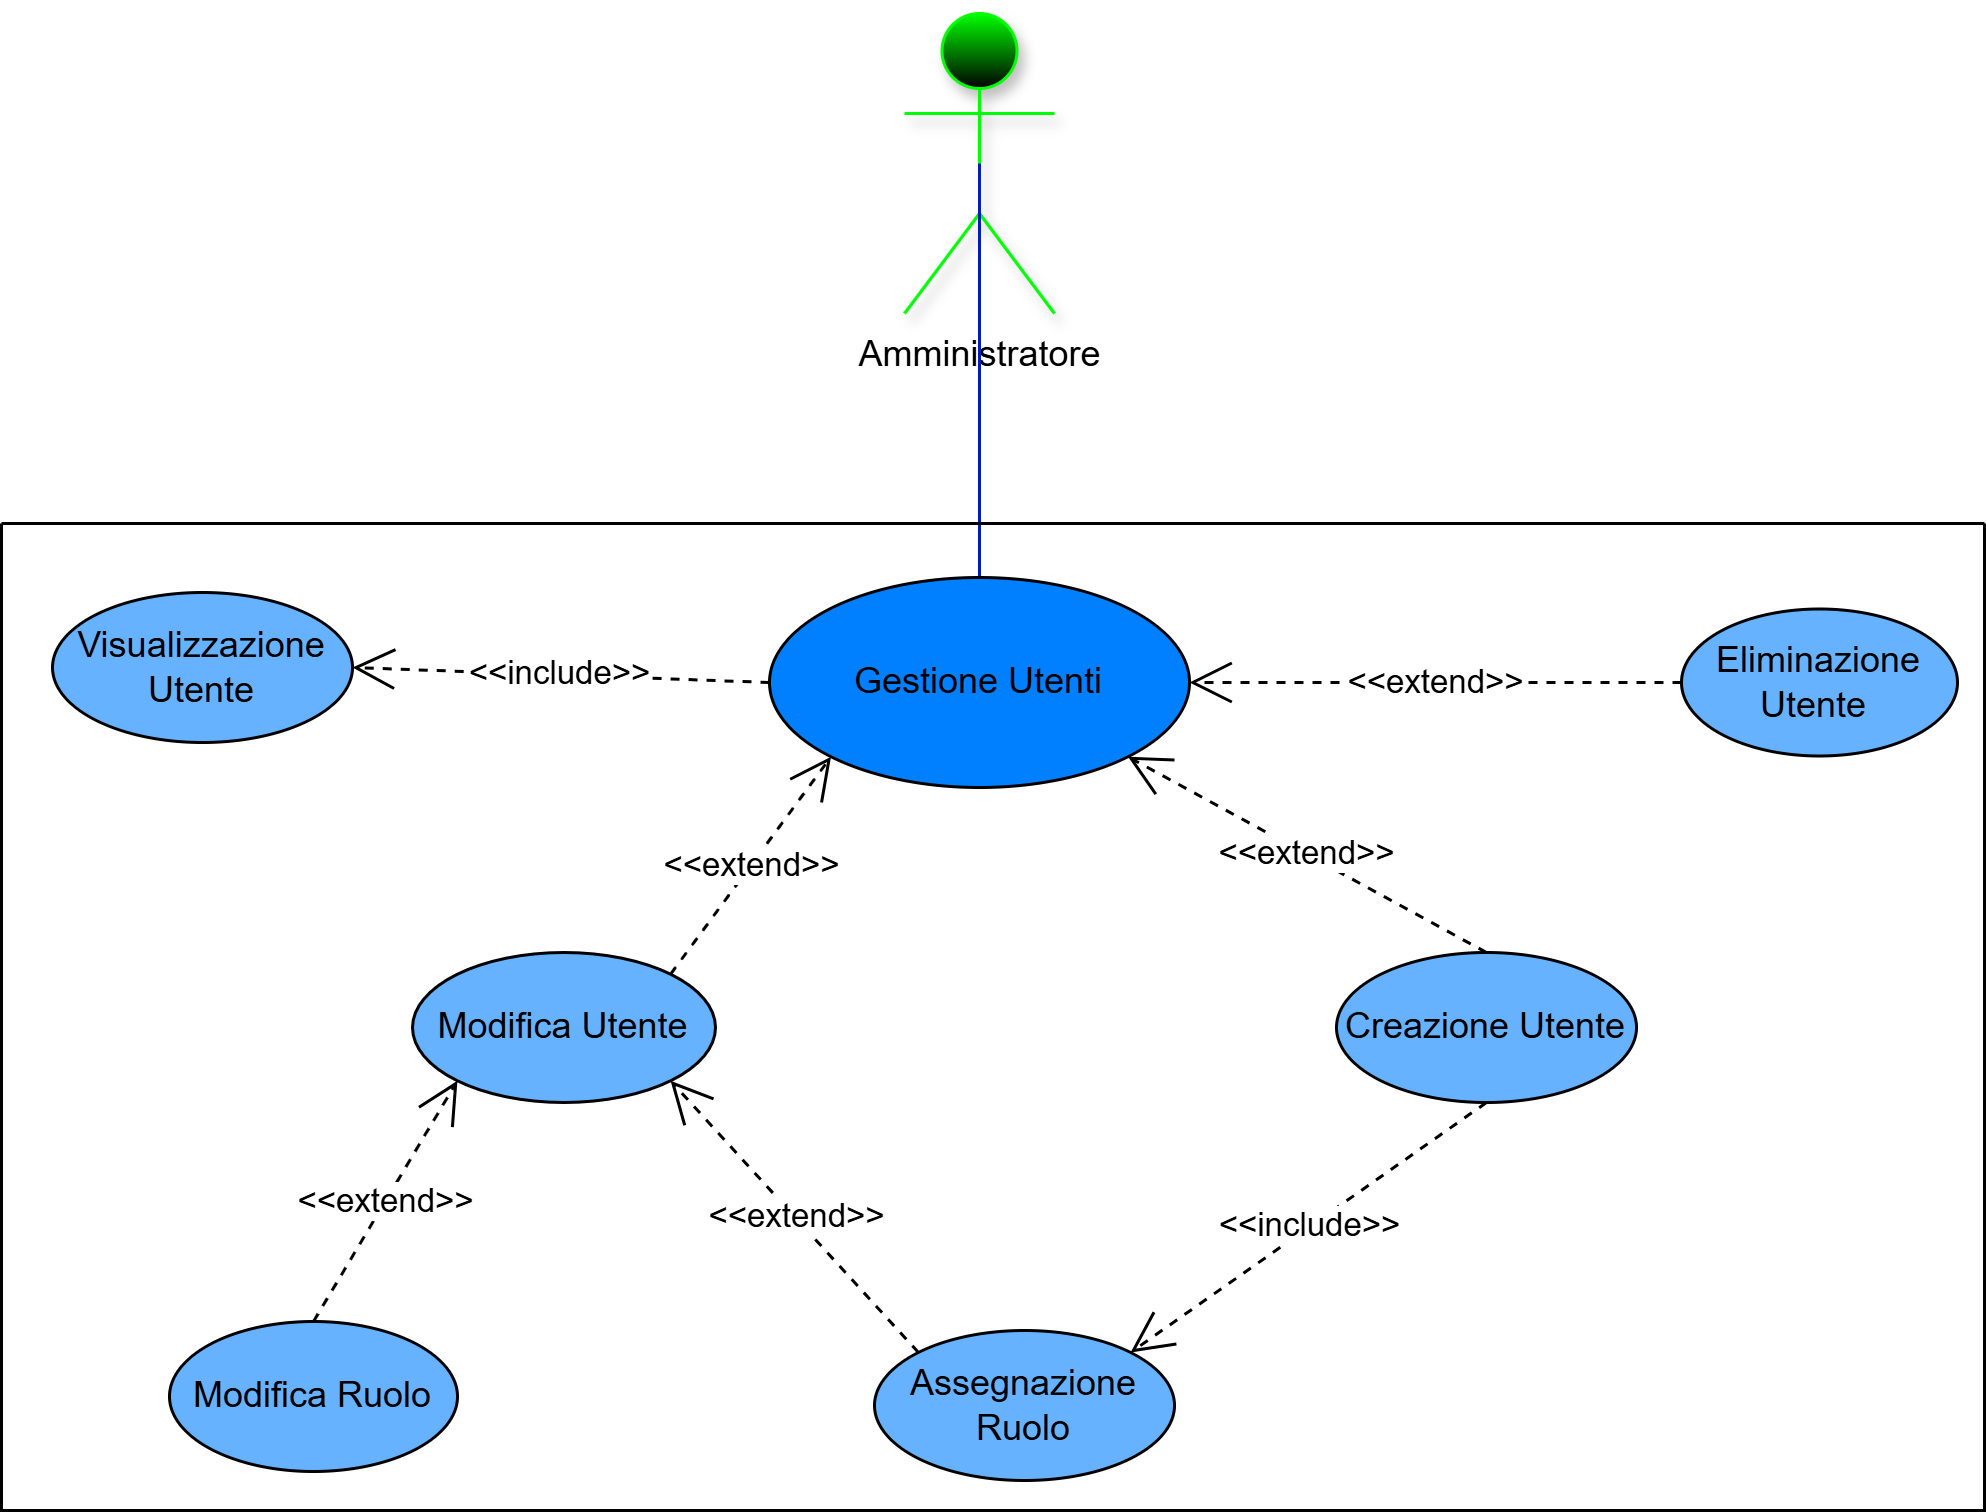 Amministratore
Visualizzazione
Utente
<<include>>
Gestione Utenti
<<extend>>
Eliminazione
Utente
<<extend>>
<<extend>>
Modifica Utente
Creazione Utente
<<extend>>
<<extend>>
<<include>>
Modifica Ruolo
Assegnazione
Ruolo